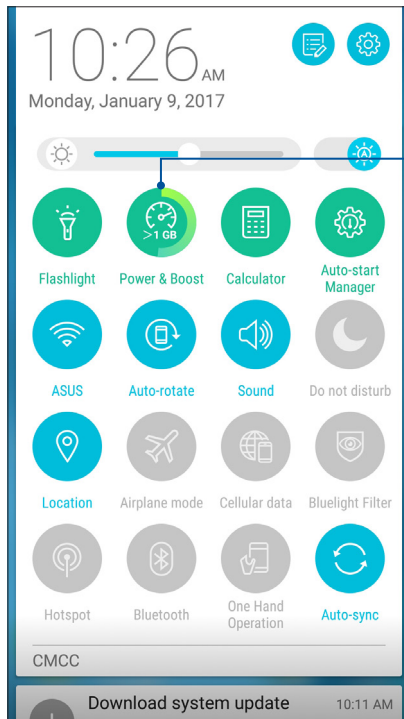 10:26 AM
Monday, January 9, 2017
A
>1 GB
Flashlight
Power & Boost
Calculator
Auto-start
Manager
ASUS
Auto-rotate
Sound
Do not disturb
Location
Airplane mode
Cellular data
Bluelight Filter
Hotspot
Bluetooth
One Hand
Operation
Auto-sync
CMCC
Download system update 10:11 AM